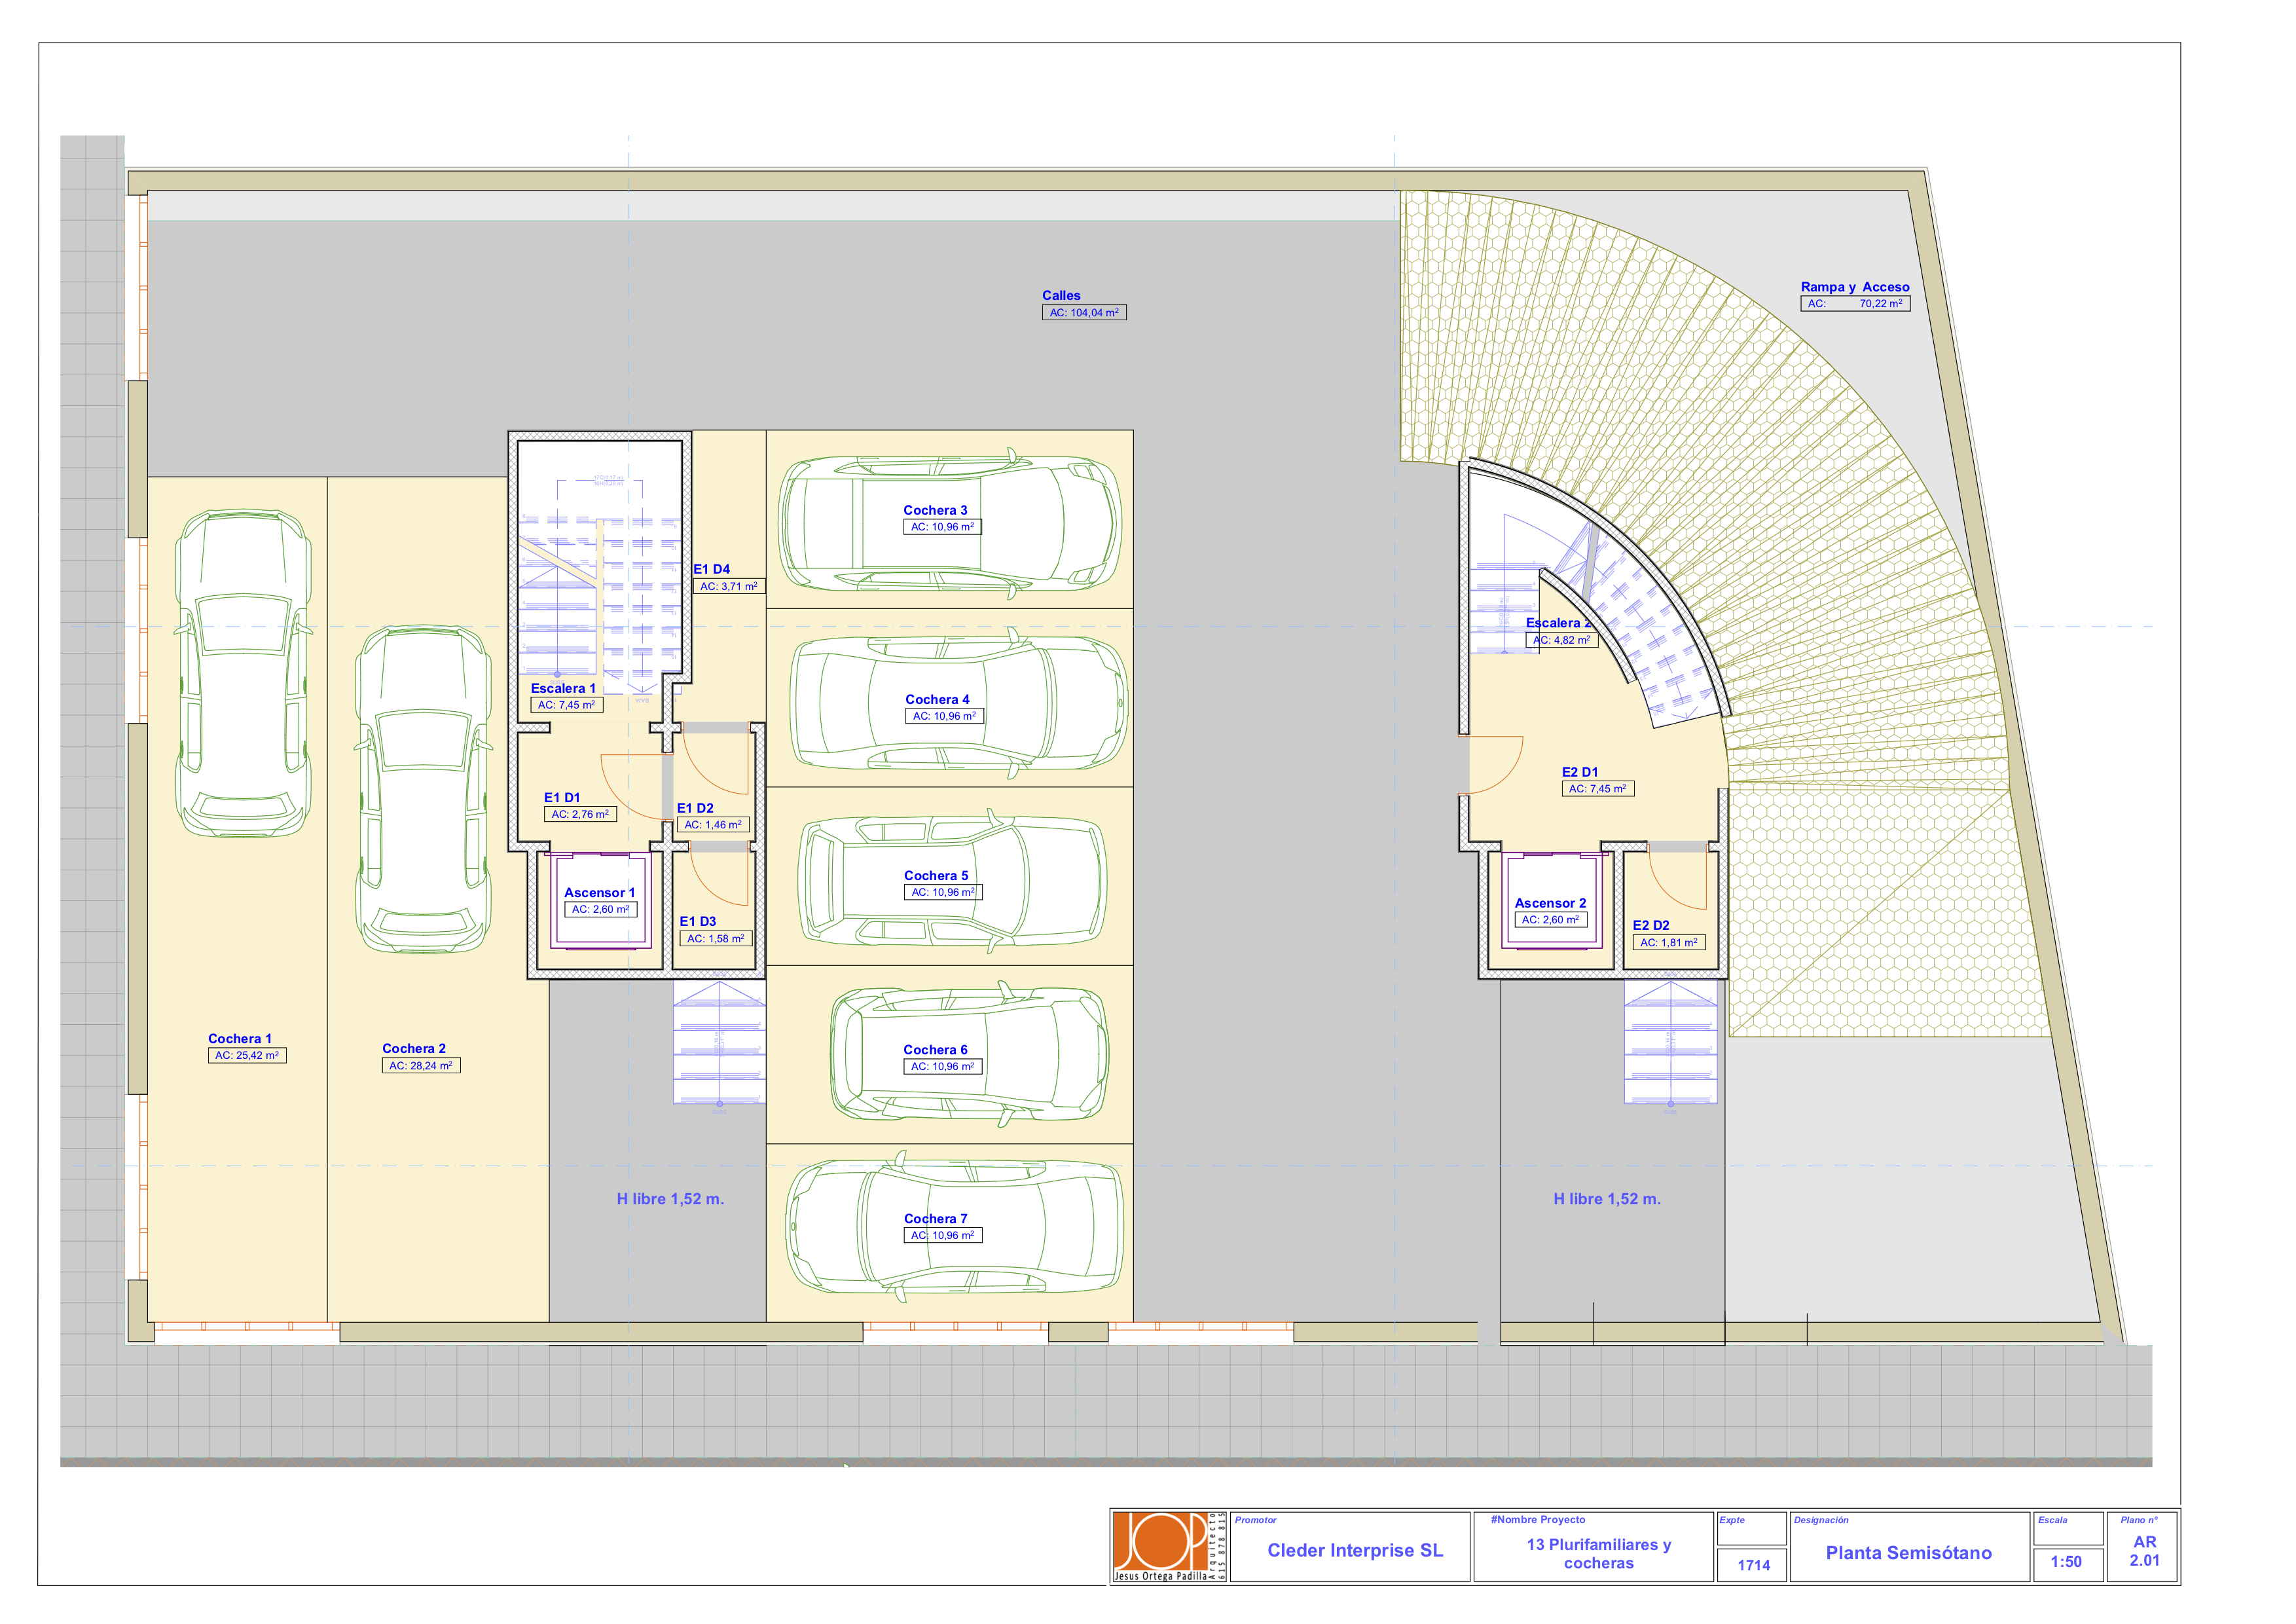 Calles
AC: 104,04 m²
Rampa y Acceso
AC: 70,22 m²
Cochera 3
AC: 10,96 m²
E1 D4
AC: 3,71 m²
Escalera 2
AC: 4,82 m²
Escalera 1
AC: 7,45 m²
Cochera 4
AC: 10,96 m²
E1 D1
AC: 2,76 m²
E1 D2
AC: 1,46 m²
E2 D1
AC: 7,45 m²
Cochera 5
AC: 10,96 m²
Ascensor 1
AC: 2,60 m²
E1 D3
AC: 1,58 m²
Ascensor 2
AC: 2,60 m²
E2 D2
AC: 1,81 m²
Cochera 1
AC: 25,42 m²
Cochera 2
AC: 28,24 m²
Cochera 6
AC: 10,96 m²
H libre 1,52 m.
Cochera 7
AC: 10,96 m²
H libre 1,52 m.
JOP
Jesus Ortega Padilla
Arquitecto
615 878 815
Promotor
Cleder Interprise SL
#Nombre Proyecto
13 Plurifamiliares y
cocheras
Expte
1714
Designación
Planta Semisótano
Escala
1:50
Plano nº
AR
2.01